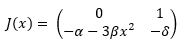 J(x) = ( 0 1
−α − 3βx² −δ )